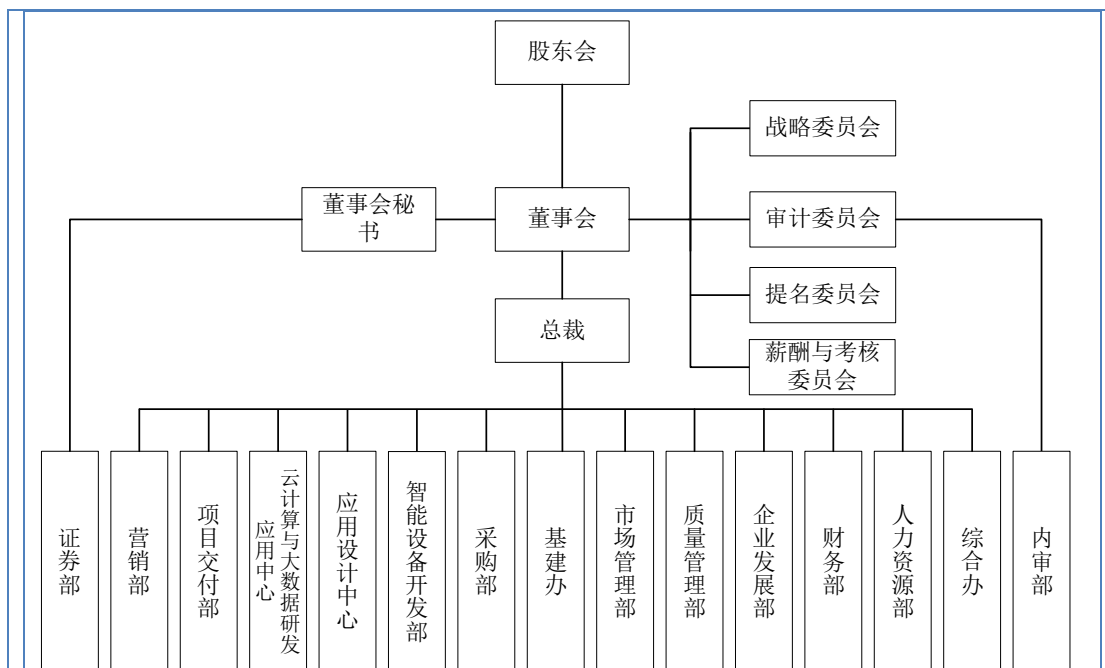 股东会
战略委员会
董事会秘
书
董事会
审计委员会
提名委员会
总裁
薪酬与考核
委员会
证券部
营销部
项目交付部
云计算与大数据研发
应用中心
应用设计中心
智能设备开发部
采购部
基建办
市场管理部
质量管理部
企业发展部
财务部
人力资源部
综合办
内审部